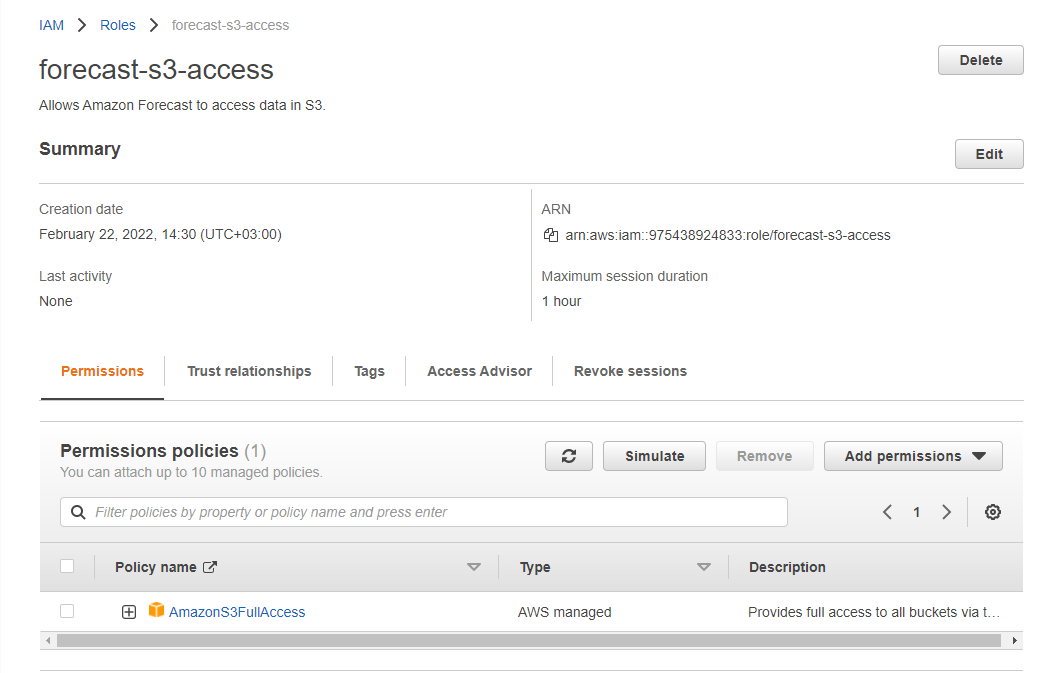 IAM > Roles > forecast-s3-access
forecast-s3-access
Delete
Allows Amazon Forecast to access data in S3.
Summary
Edit
Creation date
February 22, 2022, 14:30 (UTC+03:00)
ARN
arn:aws:iam::975438924833:role/forecast-s3-access
Last activity
None
Maximum session duration
1 hour
Permissions Trust relationships Tags Access Advisor Revoke sessions
Permissions policies (1)
You can attach up to 10 managed policies.
Simulate Remove Add permissions
Filter policies by property or policy name and press enter
1
Policy name Type Description
AmazonS3FullAccess AWS managed Provides full access to all buckets via t…